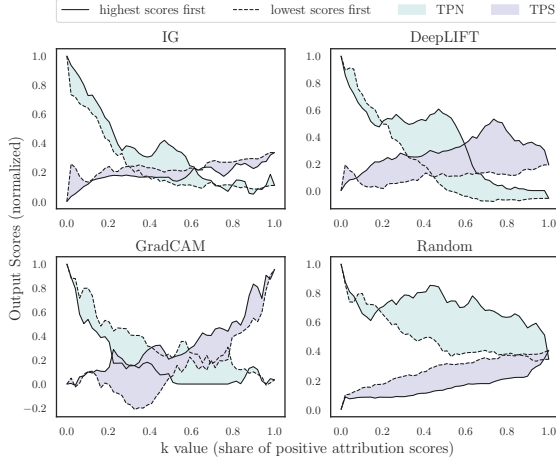 highest scores first lowest scores first TPN TPS
IG DeepLIFT
1.0 1.0
0.8 0.8
0.6 0.6
0.4 0.4
0.2 0.2
0.0 0.0
0.0 0.2 0.4 0.6 0.8 1.0 0.0 0.2 0.4 0.6 0.8 1.0
GradCAM Random
1.0 1.0
0.8 0.8
0.6 0.6
0.4 0.4
0.2 0.2
0.0 0.0
−0.2
0.0 0.2 0.4 0.6 0.8 1.0 0.0 0.2 0.4 0.6 0.8 1.0
Output Scores (normalized)
k value (share of positive attribution scores)